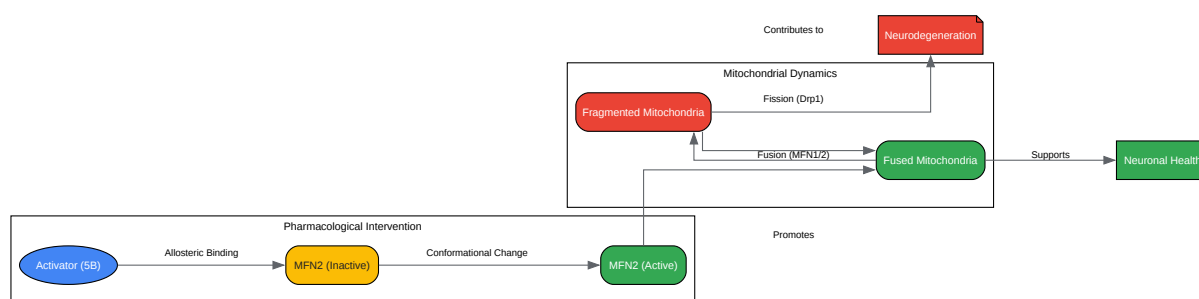 Contributes to
Neurodegeneration
Mitochondrial Dynamics
Fragmented Mitochondria
Fission (Drp1)
Fusion (MFN1/2)
Fused Mitochondria
Supports
Neuronal Health
Pharmacological Intervention
Promotes
Activator (5B)
Allosteric Binding
MFN2 (Inactive)
Conformational Change
MFN2 (Active)